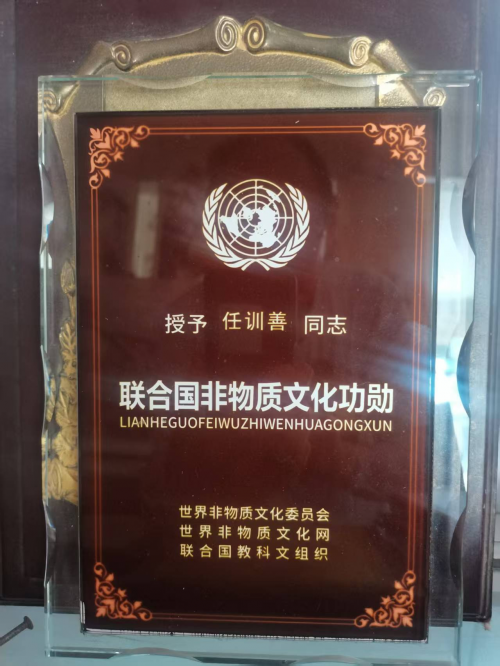 授予 任训善 同志
联合国非物质文化功勋
LIANHEGUOFEIWUZHIWENHUAGONGXUN
世界非物质文化委员会
世界非物质文化网
联合国教科文组织